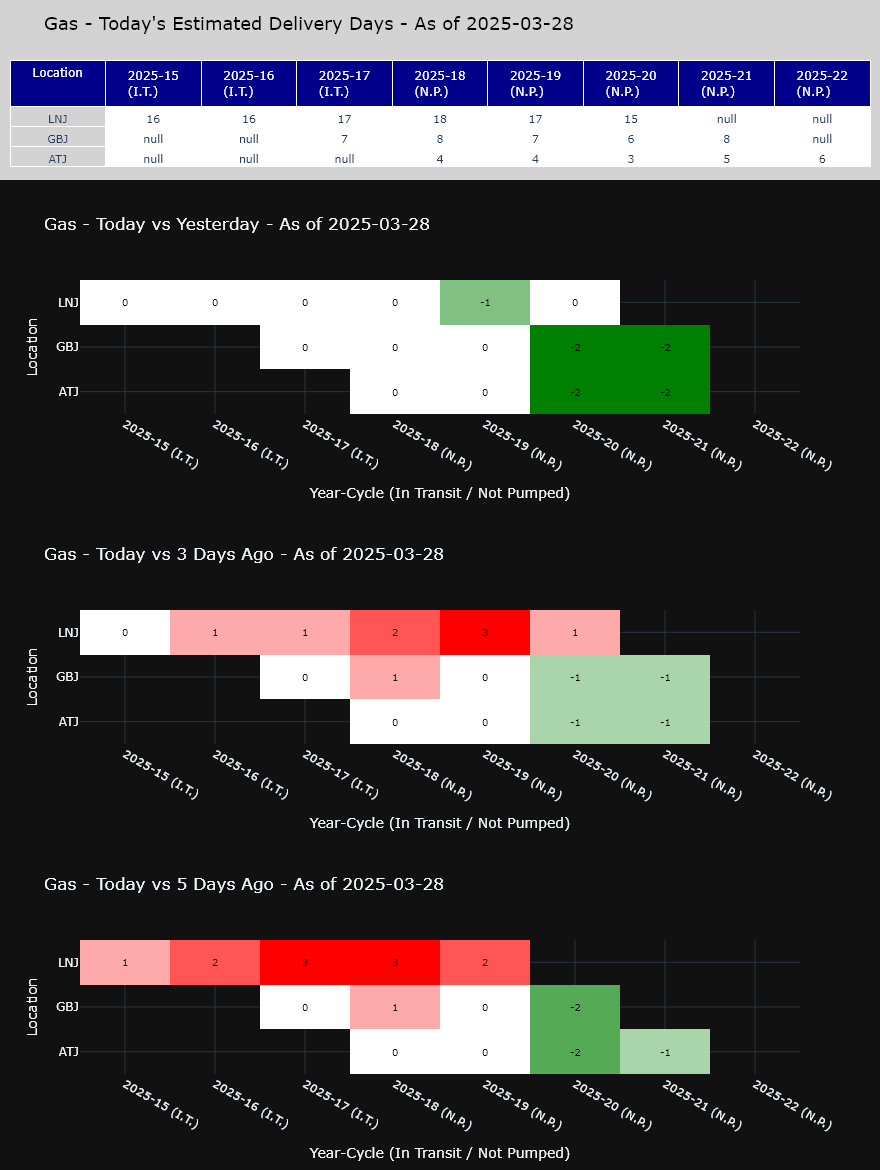 Gas - Today's Estimated Delivery Days - As of 2025-03-28
Location 2025-15 (I.T.) 2025-16 (I.T.) 2025-17 (I.T.) 2025-18 (N.P.) 2025-19 (N.P.) 2025-20 (N.P.) 2025-21 (N.P.) 2025-22 (N.P.)
LNJ 16 16 17 18 17 15 null null
GBJ null null 7 8 7 6 8 null
ATJ null null null 4 4 3 5 6
Gas - Today vs Yesterday - As of 2025-03-28
Location
LNJ 0 0 0 0 -1 0
GBJ 0 0 0 -2 -2
ATJ 0 0 -2 -2
2025-15 (I.T.) 2025-16 (I.T.) 2025-17 (I.T.) 2025-18 (N.P.) 2025-19 (N.P.) 2025-20 (N.P.) 2025-21 (N.P.) 2025-22 (N.P.)
Year-Cycle (In Transit / Not Pumped)
Gas - Today vs 3 Days Ago - As of 2025-03-28
Location
LNJ 0 1 1 2 3 1
GBJ 0 1 0 -1 -1
ATJ 0 0 -1 -1
2025-15 (I.T.) 2025-16 (I.T.) 2025-17 (I.T.) 2025-18 (N.P.) 2025-19 (N.P.) 2025-20 (N.P.) 2025-21 (N.P.) 2025-22 (N.P.)
Year-Cycle (In Transit / Not Pumped)
Gas - Today vs 5 Days Ago - As of 2025-03-28
Location
LNJ 1 2 3 3 2
GBJ 0 1 0 -2
ATJ 0 0 -2 -1
2025-15 (I.T.) 2025-16 (I.T.) 2025-17 (I.T.) 2025-18 (N.P.) 2025-19 (N.P.) 2025-20 (N.P.) 2025-21 (N.P.) 2025-22 (N.P.)
Year-Cycle (In Transit / Not Pumped)